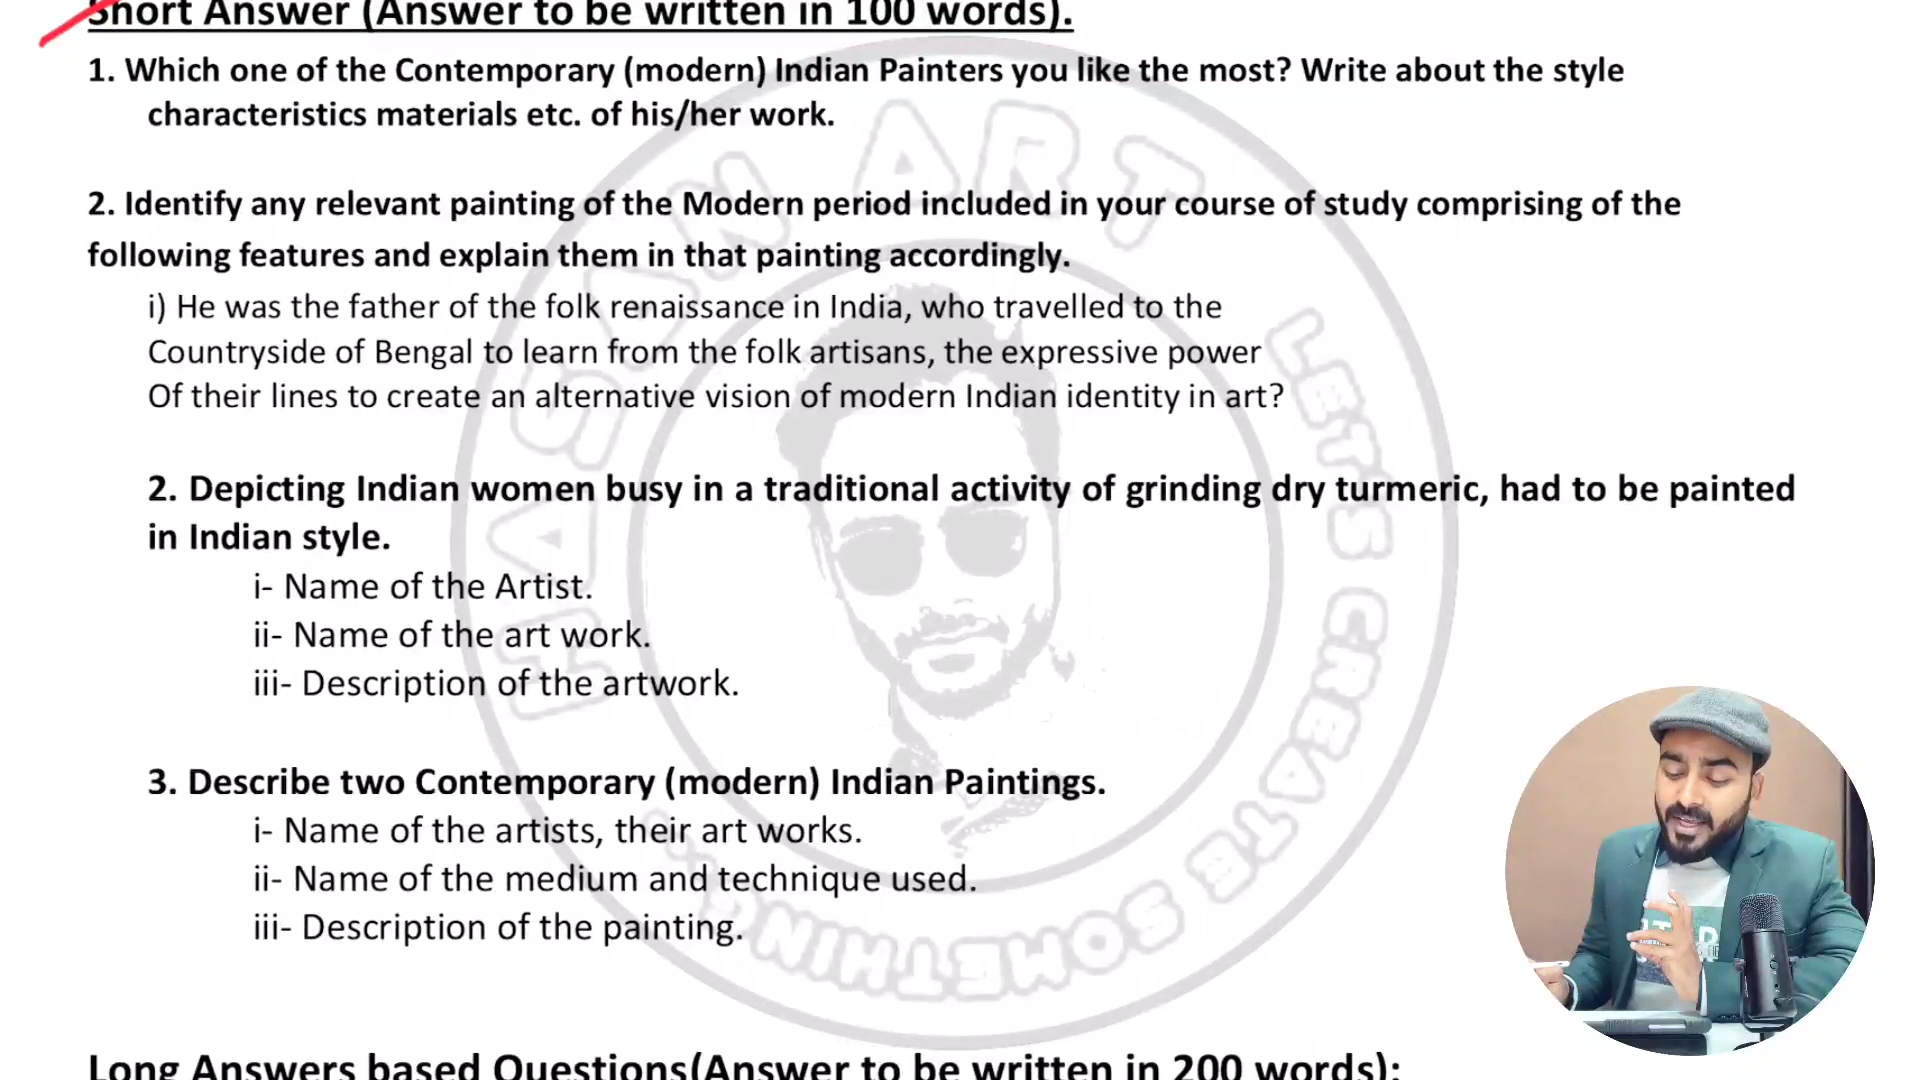 Short Answer (Answer to be written in 100 words).
1. Which one of the Contemporary (modern) Indian Painters you like the most? Write about the style
characteristics materials etc. of his/her work.
2. Identify any relevant painting of the Modern period included in your course of study comprising of the
following features and explain them in that painting accordingly.
i) He was the father of the folk renaissance in India, who travelled to the
Countryside of Bengal to learn from the folk artisans, the expressive power
Of their lines to create an alternative vision of modern Indian identity in art?
2. Depicting Indian women busy in a traditional activity of grinding dry turmeric, had to be painted
in Indian style.
i- Name of the Artist.
ii- Name of the art work.
iii- Description of the artwork.
3. Describe two Contemporary (modern) Indian Paintings.
i- Name of the artists, their art works.
ii- Name of the medium and technique used.
iii- Description of the painting.
Long Answers based Questions(Answer to be written in 200 words):
HASAN ART
LET'S CREATE SOMETHING